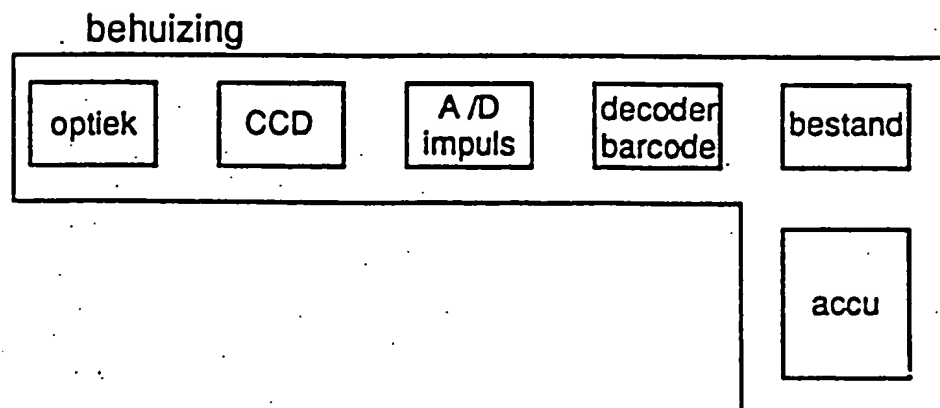 behuizing
optiek
CCD
A/D
impuls
decoder
barcode
bestand
accu